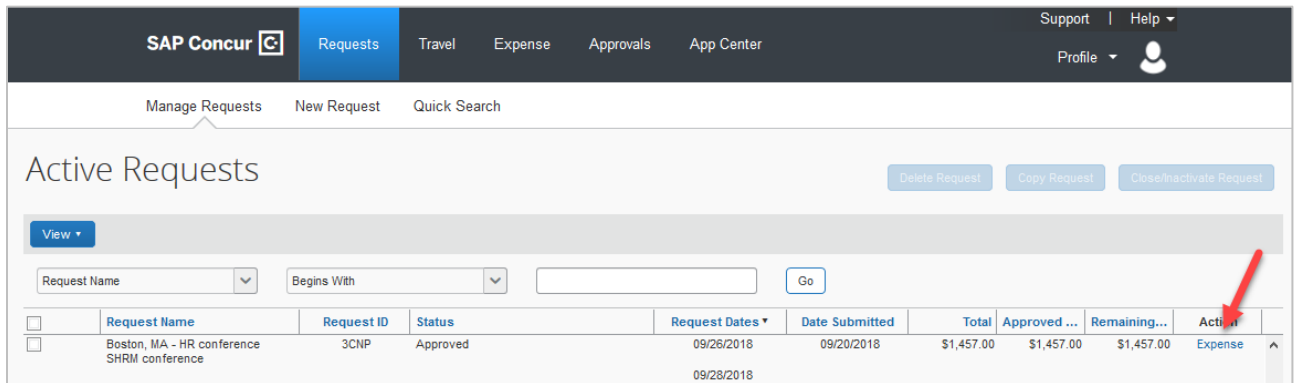 Support | Help
SAP Concur C Requests Travel Expense Approvals App Center
Profile
Manage Requests New Request Quick Search
Active Requests
Delete Request Copy Request Close/Inactivate Request
View
Request Name Begins With Go
Request Name Request ID Status Request Dates Date Submitted Total Approved ... Remaining... Action
Boston, MA - HR conference 3CNP Approved 09/26/2018 09/20/2018 $1,457.00 $1,457.00 $1,457.00 Expense
SHRM conference
09/28/2018